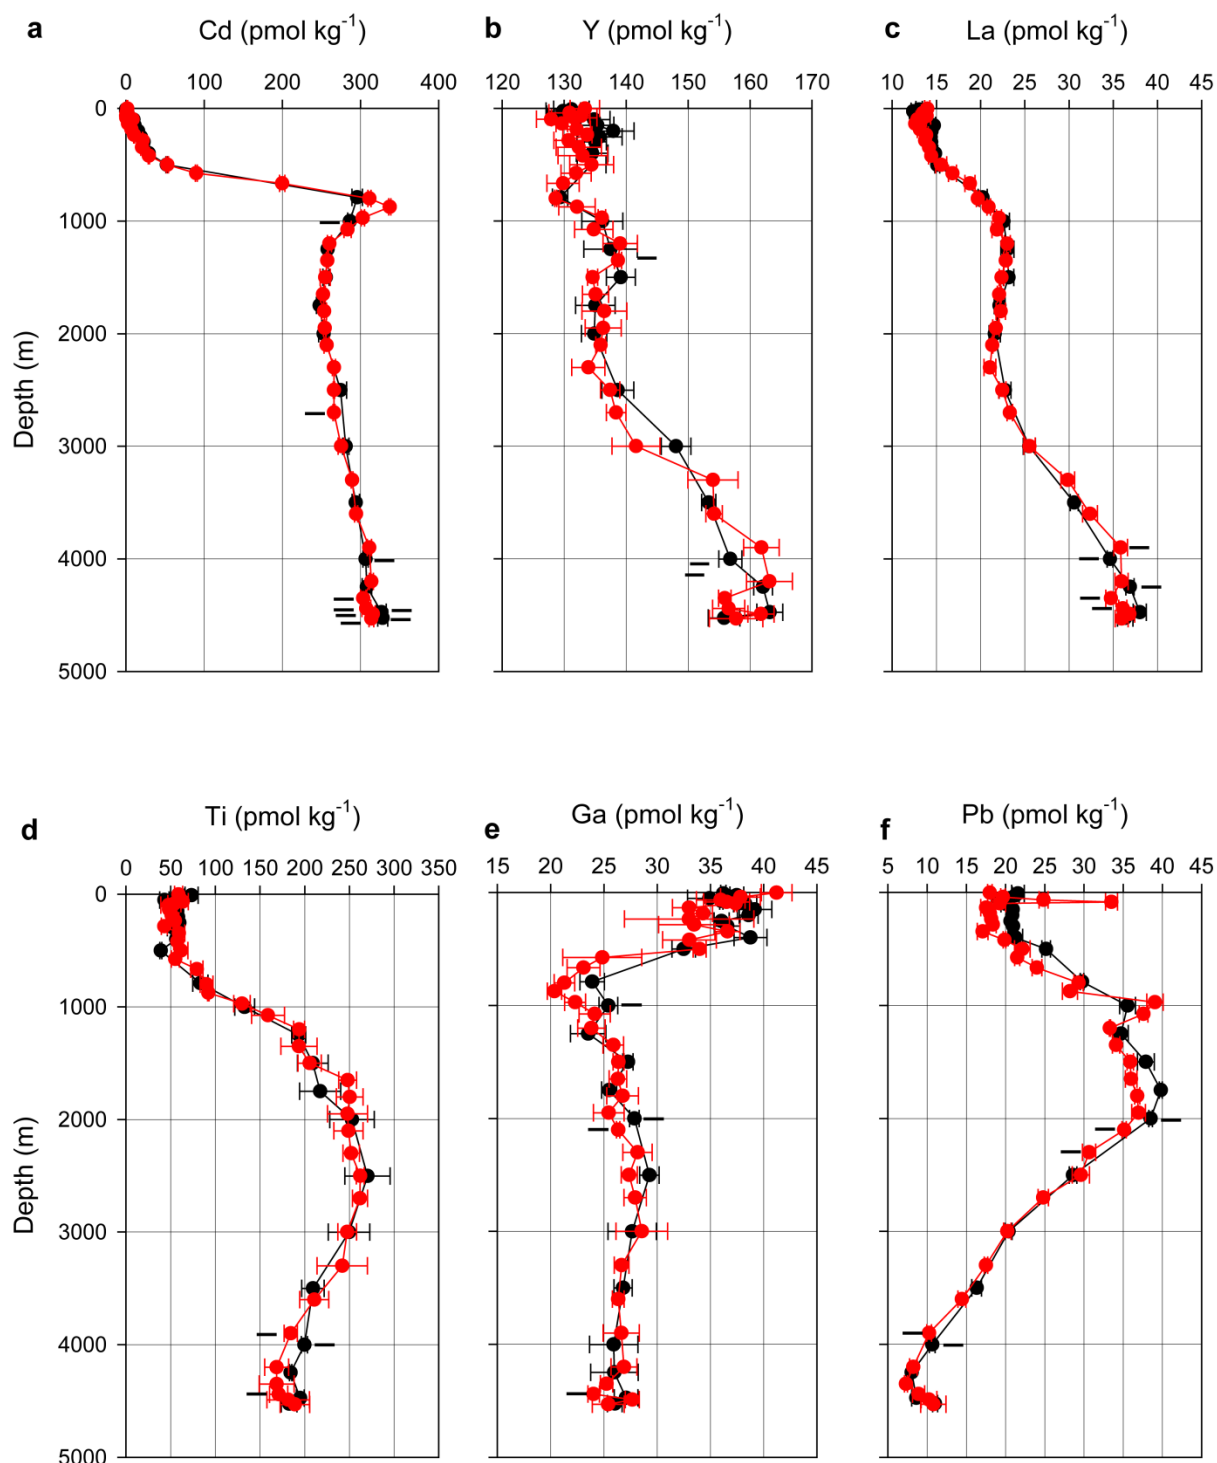 a Cd (pmol kg⁻¹) b Y (pmol kg⁻¹) c La (pmol kg⁻¹)
0 100 200 300 400 120 130 140 150 160 170 10 15 20 25 30 35 40 45
0
1000
2000
3000
4000
5000
Depth (m)
d Ti (pmol kg⁻¹) e Ga (pmol kg⁻¹) f Pb (pmol kg⁻¹)
0 50 100 150 200 250 300 350 15 20 25 30 35 40 45 5 10 15 20 25 30 35 40 45
0
1000
2000
3000
4000
5000
Depth (m)